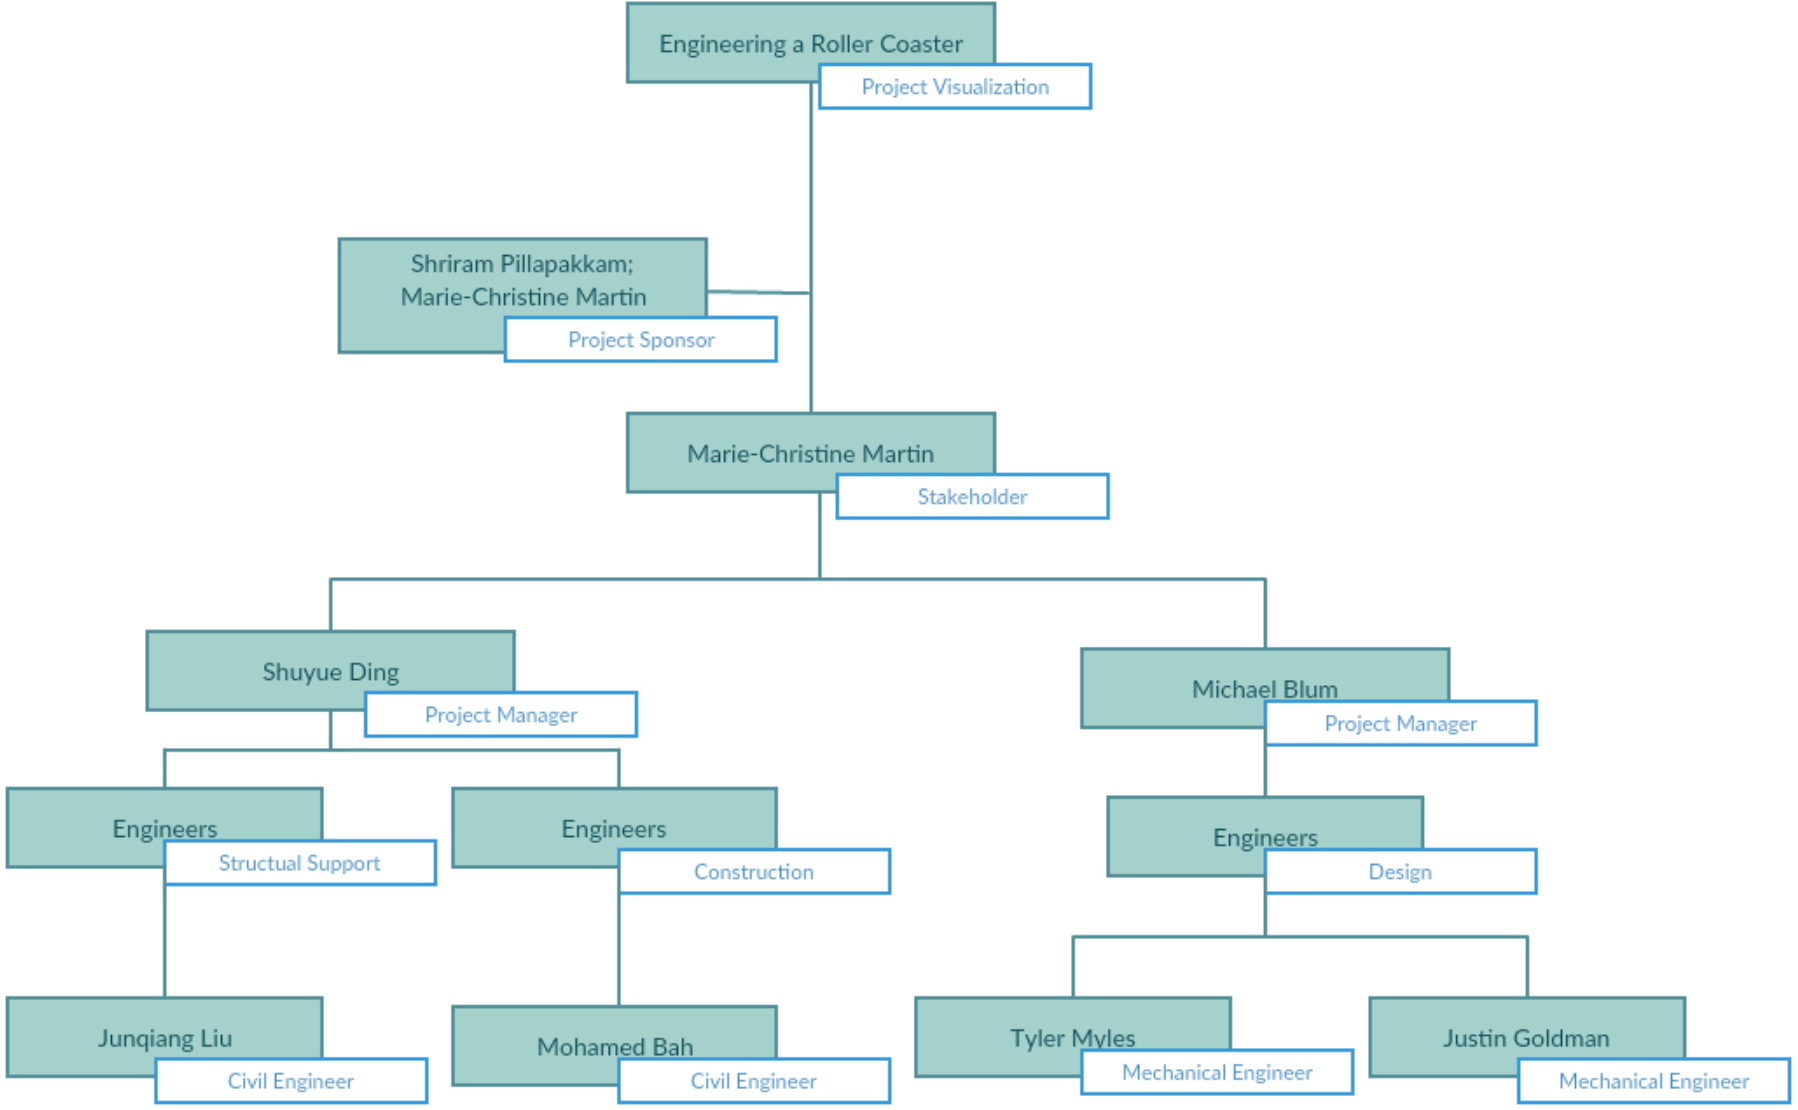 Engineering a Roller Coaster
Project Visualization
Shriram Pillapakkam;
Marie-Christine Martin
Project Sponsor
Marie-Christine Martin
Stakeholder
Shuyue Ding
Project Manager
Michael Blum
Project Manager
Engineers
Structual Support
Engineers
Construction
Engineers
Design
Junqiang Liu
Civil Engineer
Mohamed Bah
Civil Engineer
Tyler Myles
Mechanical Engineer
Justin Goldman
Mechanical Engineer